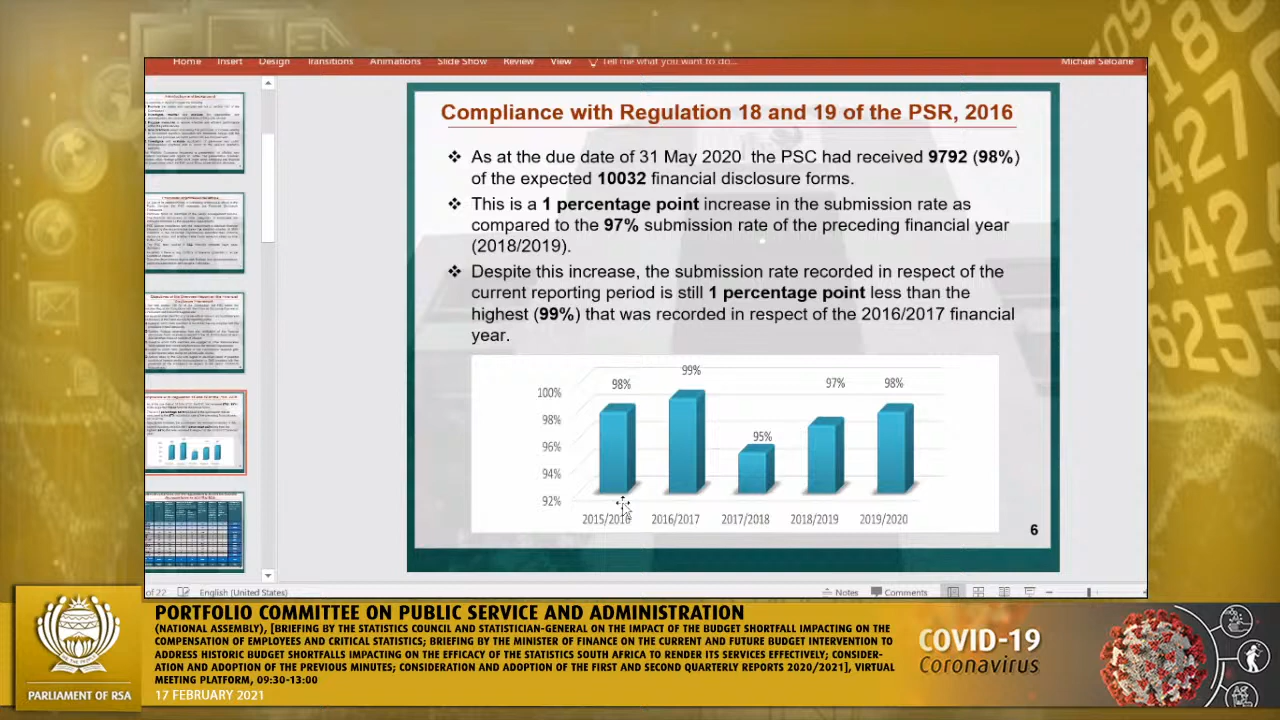 Home Insert Design Transitions Animations Slide Show Review View Tell me what you want to do... Michael Seloane
Compliance with Regulation 18 and 19 of the PSR, 2016
❖ As at the due date of 31 May 2020 the PSC had received 9792 (98%)
of the expected 10032 financial disclosure forms.
❖ This is a 1 percentage point increase in the submission rate as
compared to the 97% submission rate of the preceding financial year
(2018/2019).
❖ Despite this increase, the submission rate recorded in respect of the
current reporting period is still 1 percentage point less than the
highest (99%) that was recorded in respect of the 2016/2017 financial
year.
98% 99% 95% 97% 98%
100%
98%
96%
94%
92%
2015/2016 2016/2017 2017/2018 2018/2019 2019/2020
6
of 22 English (United States) Notes Comments
PORTFOLIO COMMITTEE ON PUBLIC SERVICE AND ADMINISTRATION
(NATIONAL ASSEMBLY), [BRIEFING BY THE STATISTICS COUNCIL AND STATISTICIAN-GENERAL ON THE IMPACT OF THE BUDGET SHORTFALL IMPACTING ON THE
COMPENSATION OF EMPLOYEES AND CRITICAL STATISTICS; BRIEFING BY THE MINISTER OF FINANCE ON THE CURRENT AND FUTURE BUDGET INTERVENTION TO
ADDRESS HISTORIC BUDGET SHORTFALLS IMPACTING ON THE EFFICACY OF THE STATISTICS SOUTH AFRICA TO RENDER ITS SERVICES EFFECTIVELY; CONSIDER-
ATION AND ADOPTION OF THE PREVIOUS MINUTES; CONSIDERATION AND ADOPTION OF THE FIRST AND SECOND QUARTERLY REPORTS 2020/2021], VIRTUAL
MEETING PLATFORM, 09:30-13:00
17 FEBRUARY 2021
PARLIAMENT OF RSA
COVID-19
Coronavirus